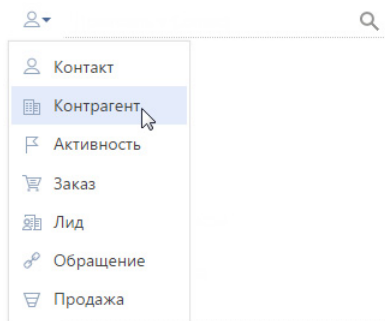 Контакт
Контрагент
Активность
Заказ
Лид
Обращение
Продажа